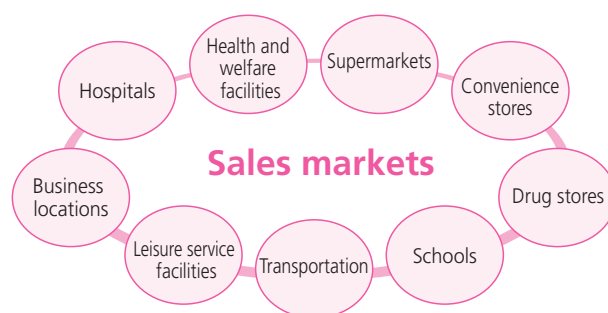 Health and
welfare
facilities
Supermarkets
Hospitals
Convenience
stores
Sales markets
Business
locations
Drug stores
Leisure service
facilities
Transportation
Schools